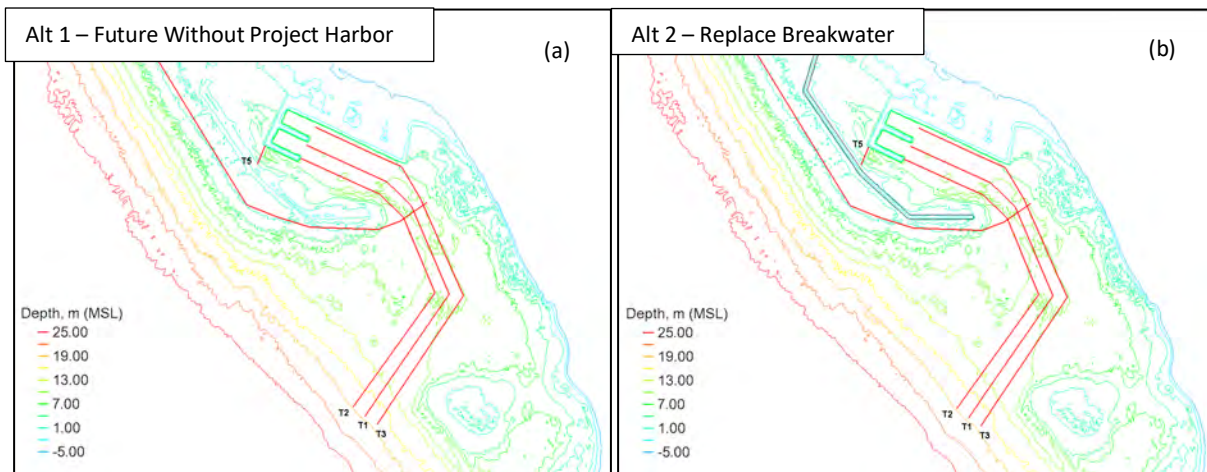 Alt 1 – Future Without Project Harbor
(a)
T5
Depth, m (MSL)
25.00
19.00
13.00
7.00
1.00
-5.00
T2
T1
T3
Alt 2 – Replace Breakwater
(b)
T5
Depth, m (MSL)
25.00
19.00
13.00
7.00
1.00
-5.00
T2
T1
T3